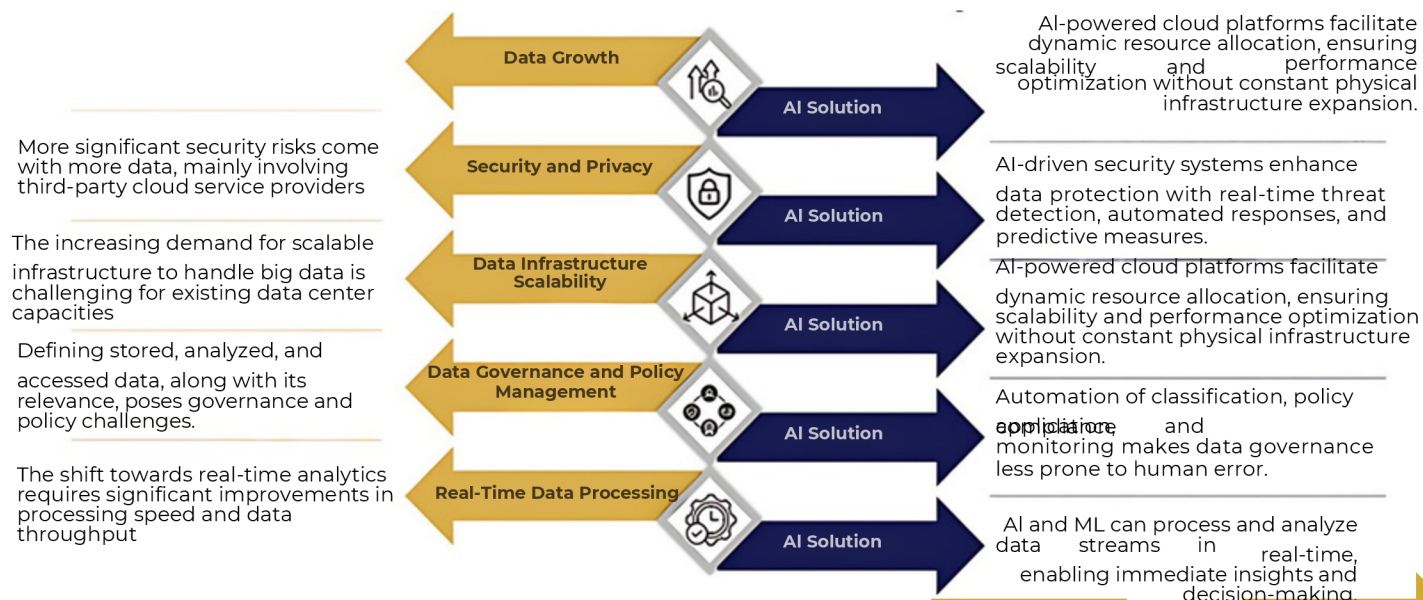 Data Growth
AI Solution
AI-powered cloud platforms facilitate
dynamic resource allocation, ensuring
scalability and performance
optimization without constant physical
infrastructure expansion.
More significant security risks come
with more data, mainly involving
third-party cloud service providers
Security and Privacy
AI Solution
AI-driven security systems enhance
data protection with real-time threat
detection, automated responses, and
predictive measures.
The increasing demand for scalable
infrastructure to handle big data is
challenging for existing data center
capacities
Data Infrastructure
Scalability
AI Solution
AI-powered cloud platforms facilitate
dynamic resource allocation, ensuring
scalability and performance optimization
without constant physical infrastructure
expansion.
Defining stored, analyzed, and
accessed data, along with its
relevance, poses governance and
policy challenges.
Data Governance and Policy
Management
AI Solution
Automation of classification, policy
and
monitoring makes data governance
less prone to human error.
The shift towards real-time analytics
requires significant improvements in
processing speed and data
throughput
Real-Time Data Processing
AI Solution
AI and ML can process and analyze
data streams in real-time,
enabling immediate insights and
decision-making.